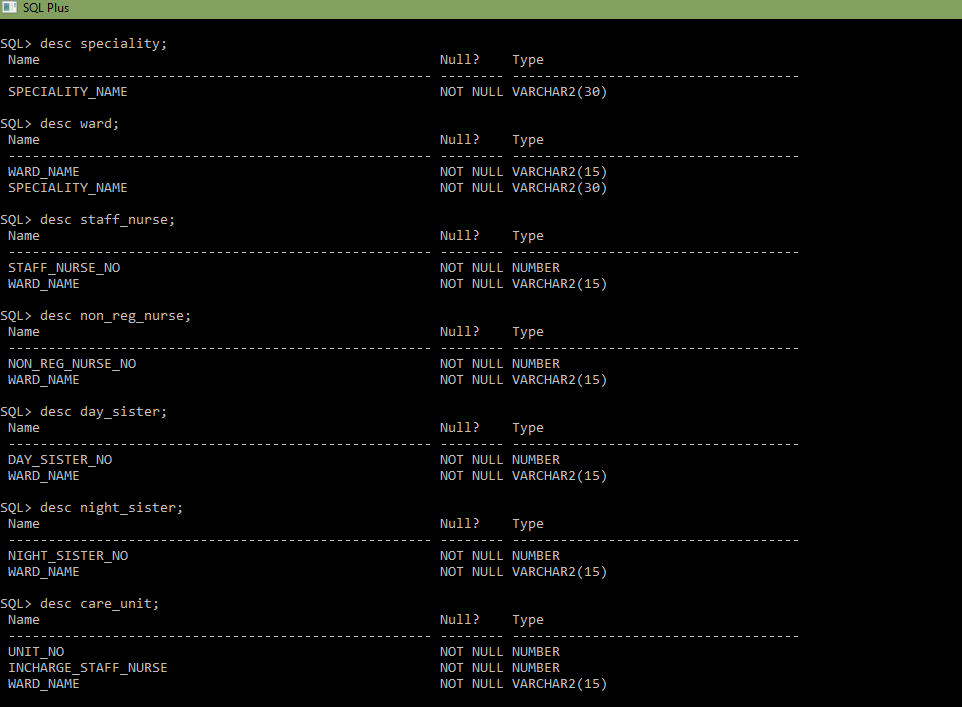 SQL Plus
SQL> desc speciality;
Name Null? Type
----------------------------------------------------- -------- ------------------------------------
SPECIALITY_NAME NOT NULL VARCHAR2(30)
SQL> desc ward;
Name Null? Type
----------------------------------------------------- -------- ------------------------------------
WARD_NAME NOT NULL VARCHAR2(15)
SPECIALITY_NAME NOT NULL VARCHAR2(30)
SQL> desc staff_nurse;
Name Null? Type
----------------------------------------------------- -------- ------------------------------------
STAFF_NURSE_NO NOT NULL NUMBER
WARD_NAME NOT NULL VARCHAR2(15)
SQL> desc non_reg_nurse;
Name Null? Type
----------------------------------------------------- -------- ------------------------------------
NON_REG_NURSE_NO NOT NULL NUMBER
WARD_NAME NOT NULL VARCHAR2(15)
SQL> desc day_sister;
Name Null? Type
----------------------------------------------------- -------- ------------------------------------
DAY_SISTER_NO NOT NULL NUMBER
WARD_NAME NOT NULL VARCHAR2(15)
SQL> desc night_sister;
Name Null? Type
----------------------------------------------------- -------- ------------------------------------
NIGHT_SISTER_NO NOT NULL NUMBER
WARD_NAME NOT NULL VARCHAR2(15)
SQL> desc care_unit;
Name Null? Type
----------------------------------------------------- -------- ------------------------------------
UNIT_NO NOT NULL NUMBER
INCHARGE_STAFF_NURSE NOT NULL NUMBER
WARD_NAME NOT NULL VARCHAR2(15)